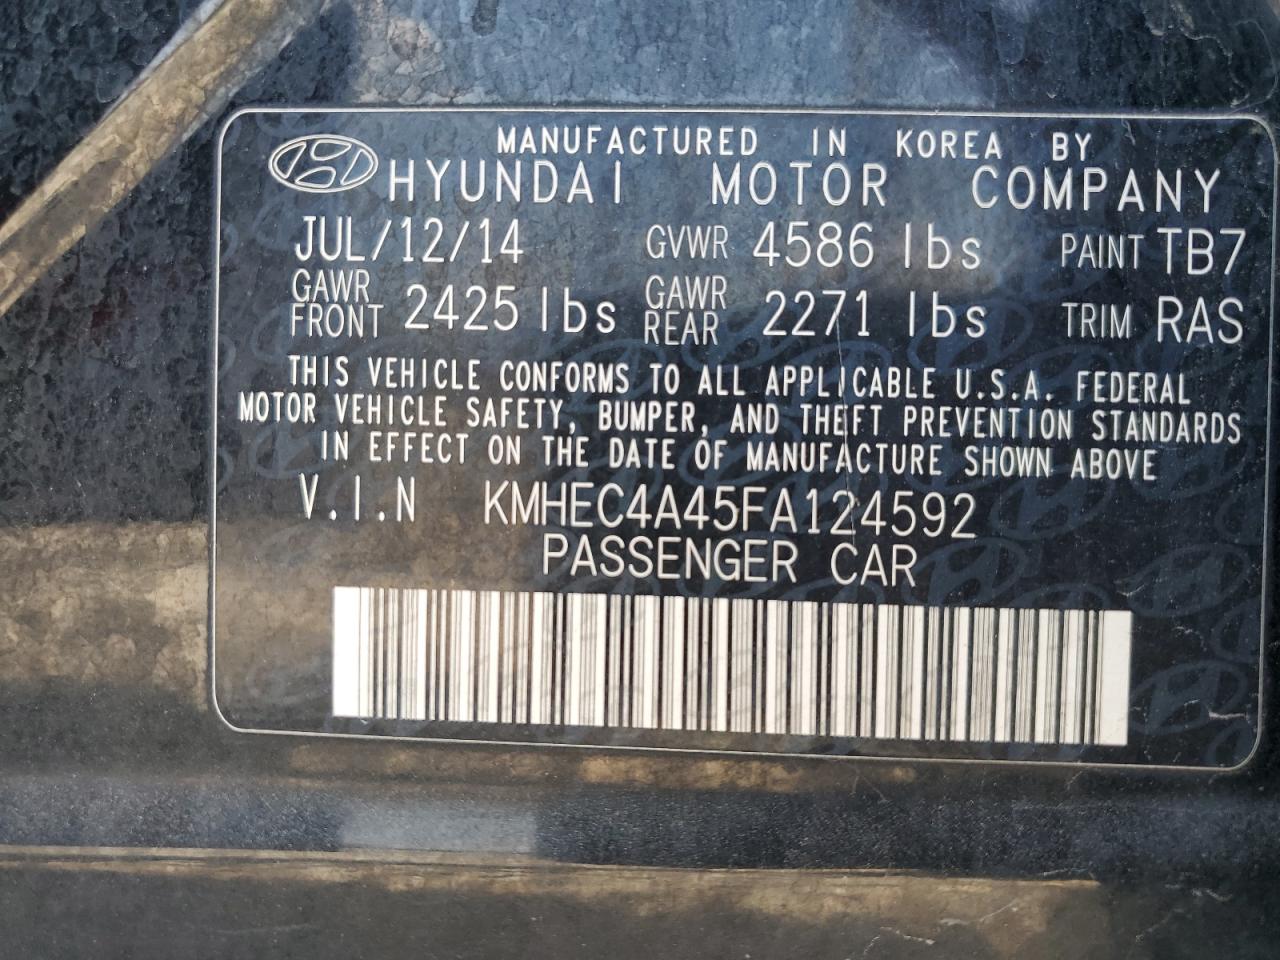 MANUFACTURED IN KOREA BY
HYUNDAI MOTOR COMPANY
JUL/12/14 GVWR 4586 lbs PAINT TB7
GAWR FRONT 2425 lbs GAWR REAR 2271 lbs TRIM RAS
THIS VEHICLE CONFORMS TO ALL APPLICABLE U.S.A. FEDERAL
MOTOR VEHICLE SAFETY, BUMPER, AND THEFT PREVENTION STANDARDS
IN EFFECT ON THE DATE OF MANUFACTURE SHOWN ABOVE
V.I.N KMHEC4A45FA124592
PASSENGER CAR